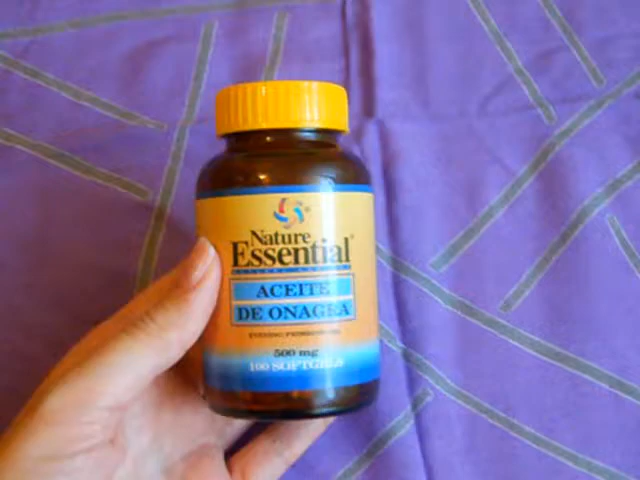 Nature
Essential
ACEITE
DE ONAGRA
500 mg
100 SOFTGELS